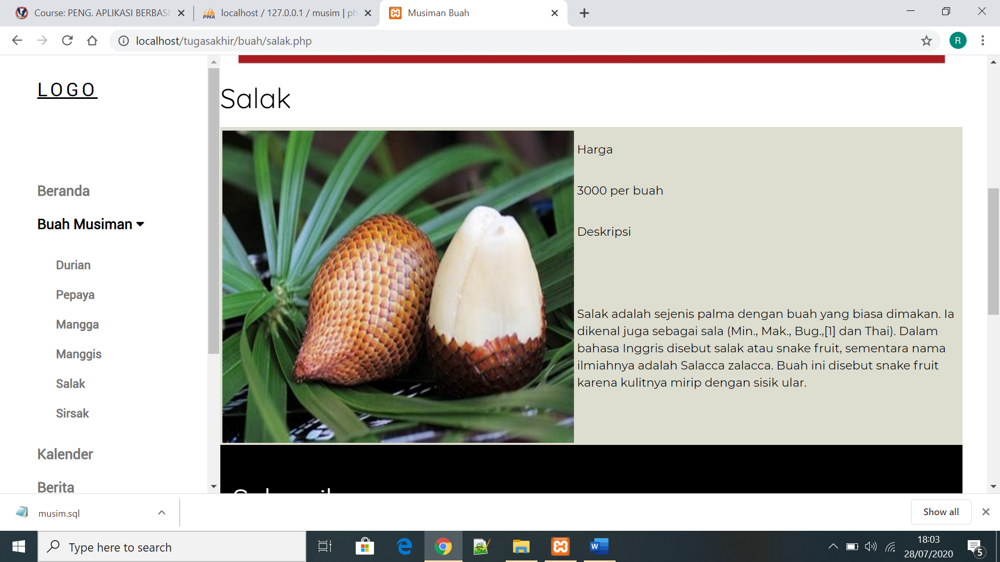 Course: PENG. APLIKASI BERBASI
localhost / 127.0.0.1 / musim | ph
Musiman Buah
localhost/tugasakhir/buah/salak.php
R
LOGO
Beranda
Buah Musiman
Durian
Pepaya
Mangga
Manggis
Salak
Sirsak
Kalender
Berita
Salak
Harga
3000 per buah
Deskripsi
Salak adalah sejenis palma dengan buah yang biasa dimakan. Ia
dikenal juga sebagai sala (Min., Mak., Bug.,[1] dan Thai). Dalam
bahasa Inggris disebut salak atau snake fruit, sementara nama
ilmiahnya adalah Salacca zalacca. Buah ini disebut snake fruit
karena kulitnya mirip dengan sisik ular.
musim.sql
Show all
Type here to search
18:03
28/07/2020
5